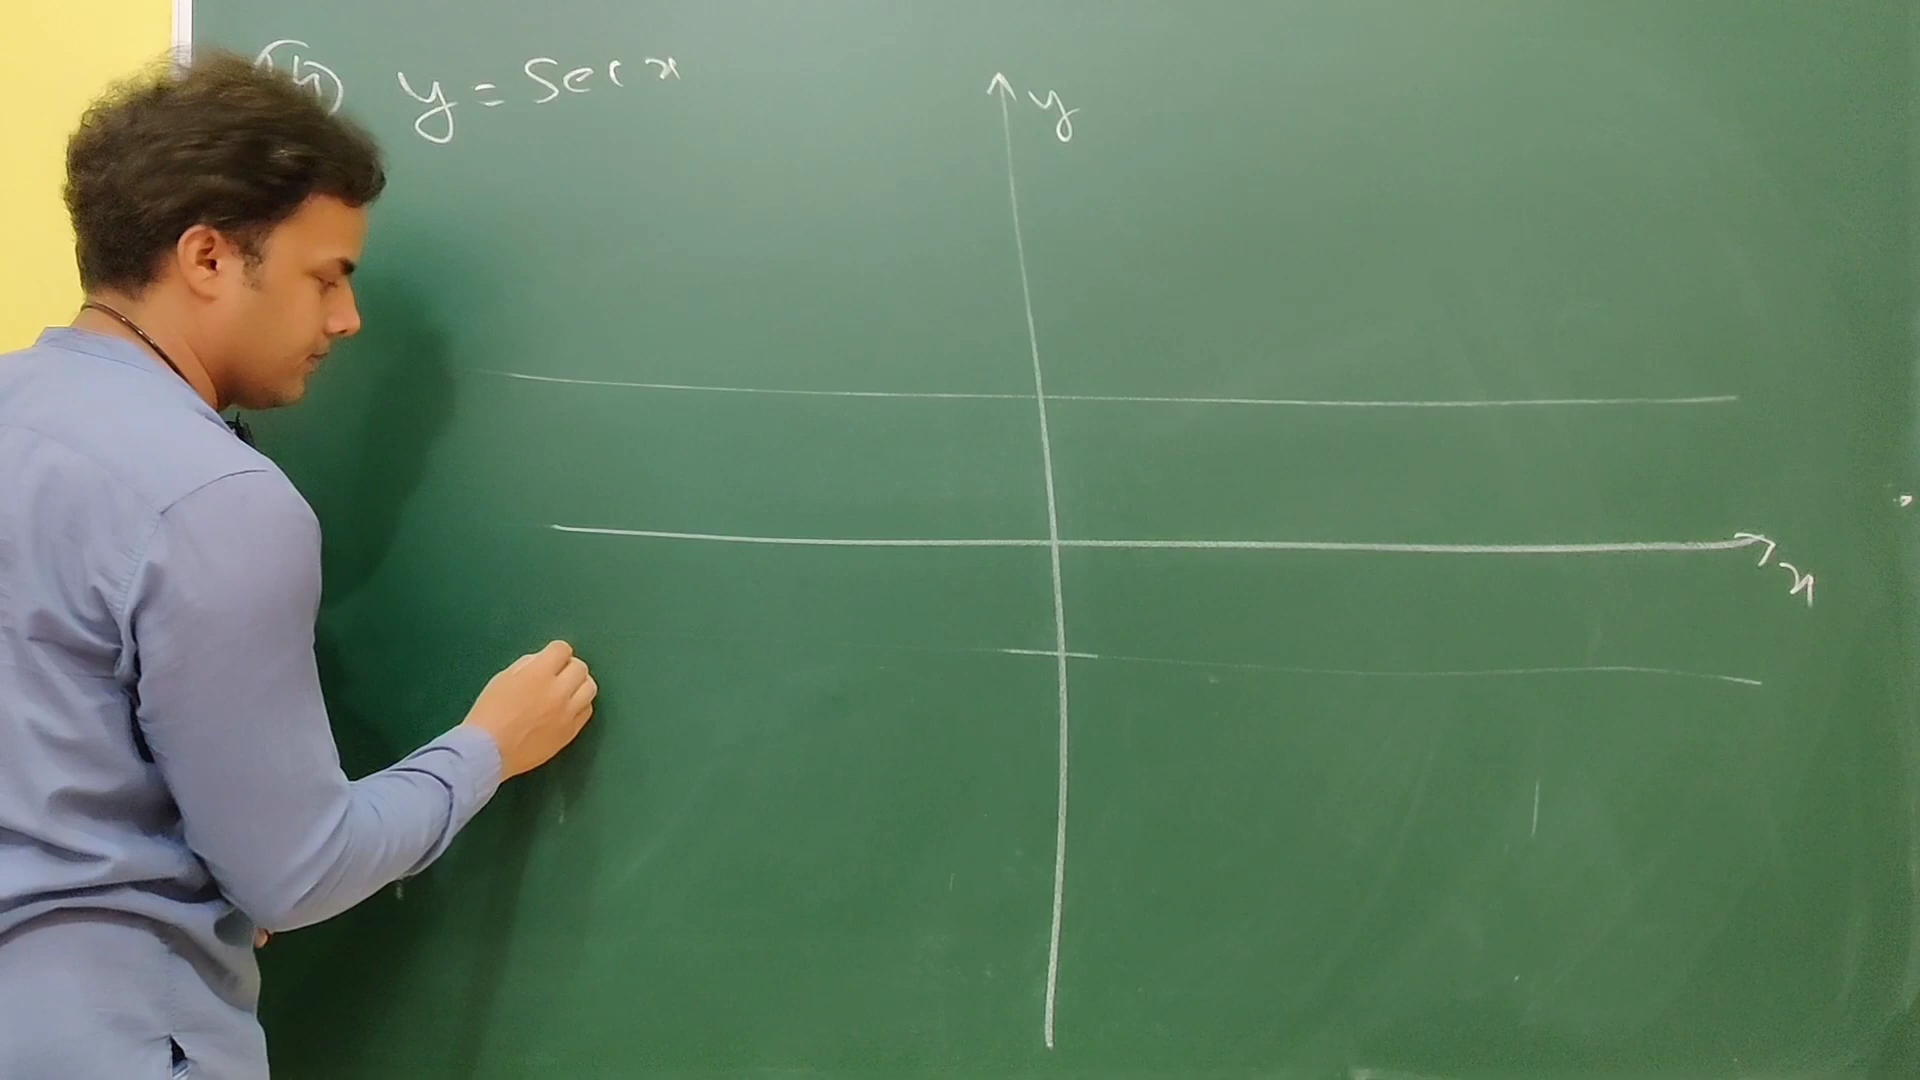 y = Sec x
y
x